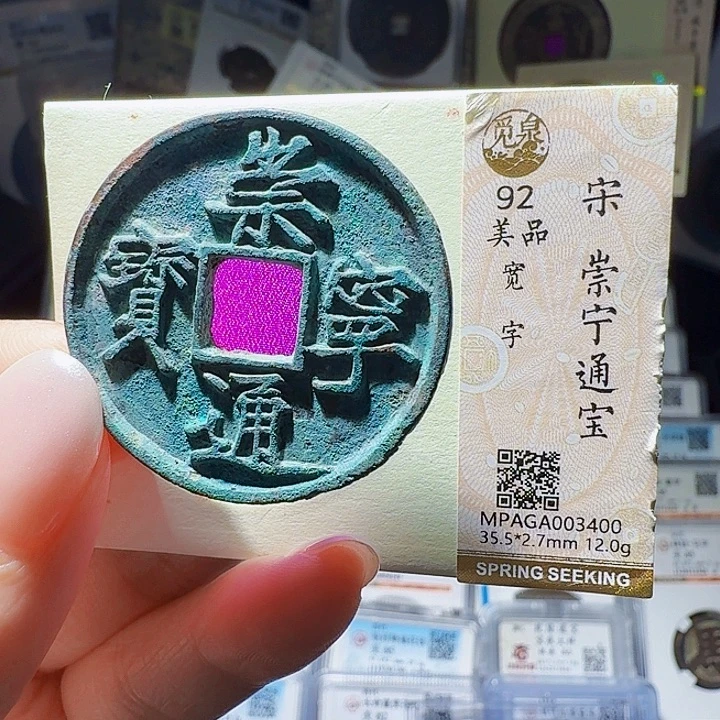 崇
寧
通
寳
觅泉
92
美品
宽
字
宋 崇宁通宝
MPAGA003400
35.5*2.7mm 12.0g
SPRING SEEKING